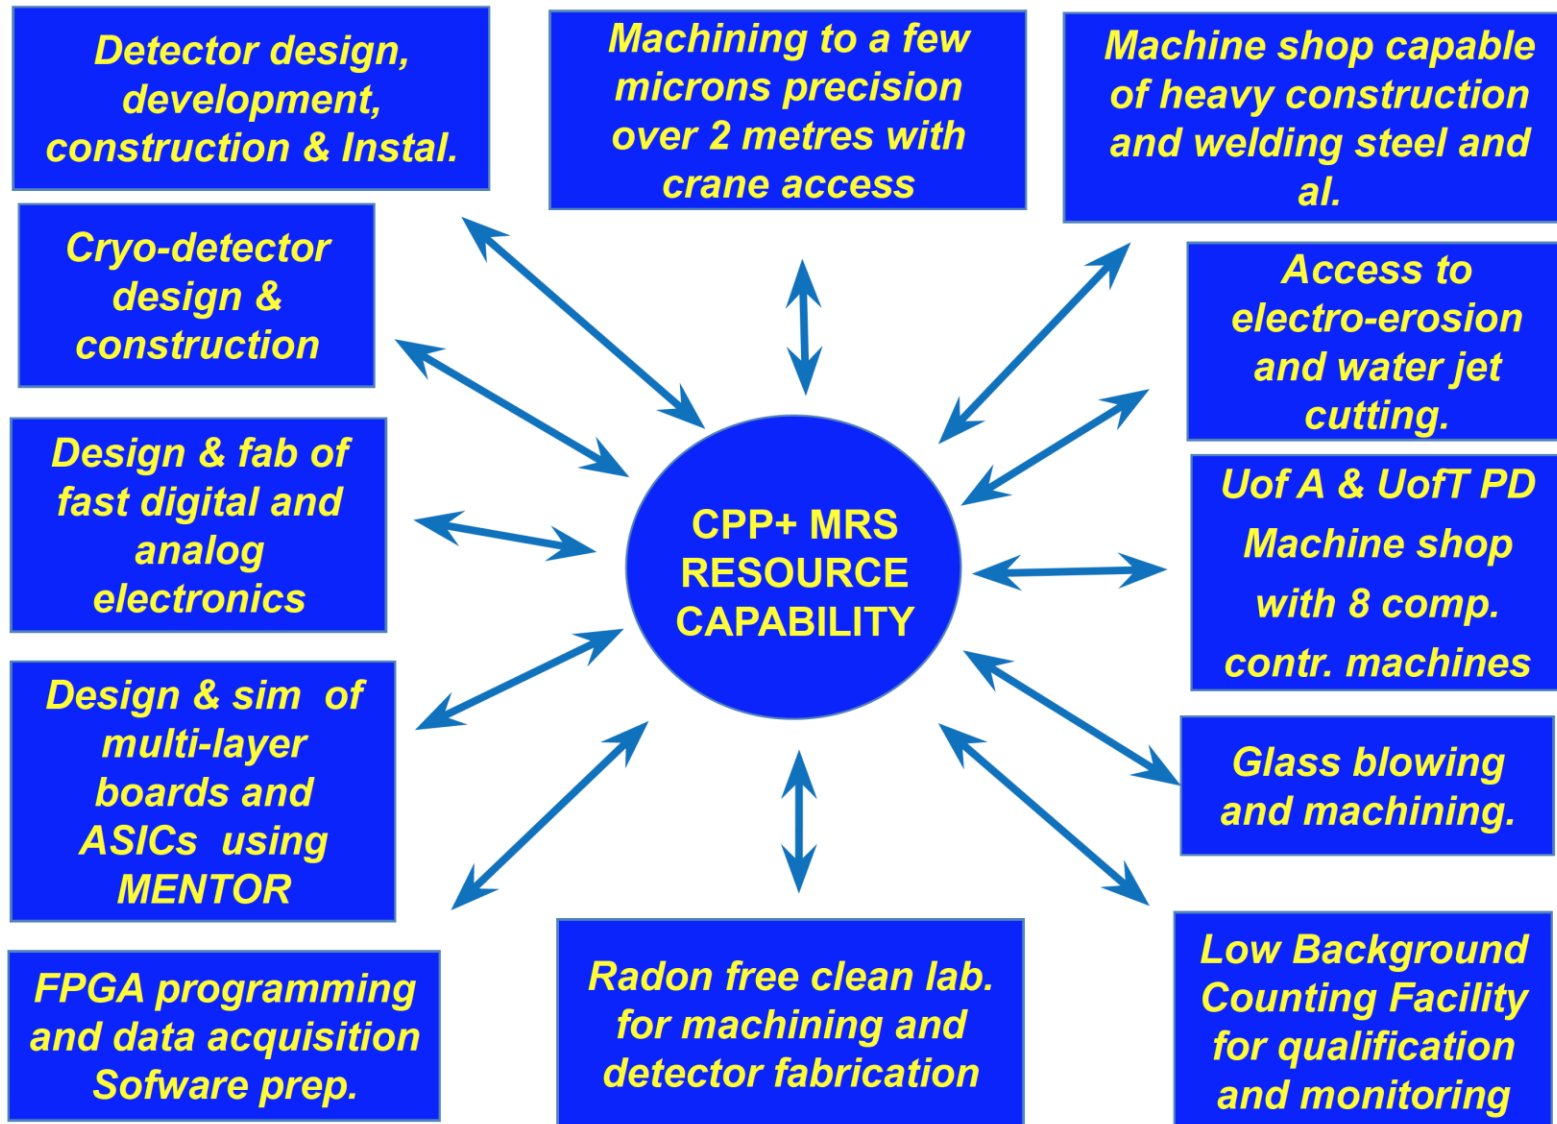 Detector design,
development,
construction & Instal.
Machining to a few
microns precision
over 2 metres with
crane access
Machine shop capable
of heavy construction
and welding steel and
al.
Cryo-detector
design &
construction
Access to
electro-erosion
and water jet
cutting.
Design & fab of
fast digital and
analog
electronics
CPP+ MRS
RESOURCE
CAPABILITY
Uof A & UofT PD
Machine shop
with 8 comp.
contr. machines
Design & sim of
multi-layer
boards and
ASICs using
MENTOR
Glass blowing
and machining.
FPGA programming
and data acquisition
Sofware prep.
Radon free clean lab.
for machining and
detector fabrication
Low Background
Counting Facility
for qualification
and monitoring